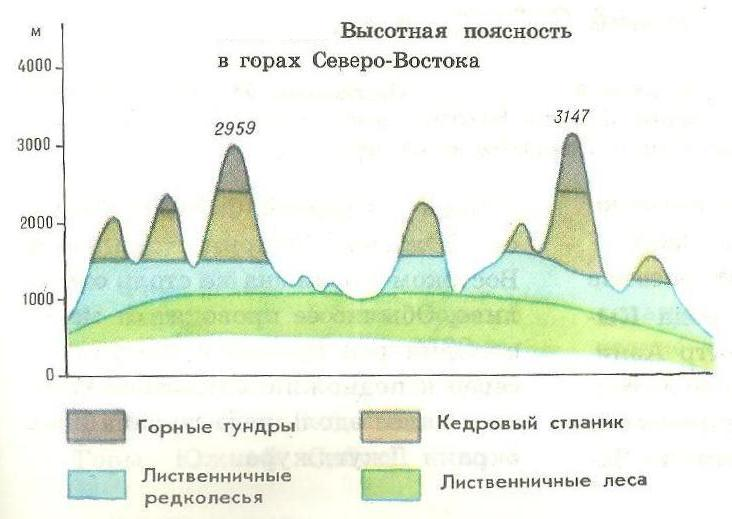 Высотная поясность
в горах Северо-Востока
м
4000
3000
2000
1000
0
2959
3147
Горные тундры
Кедровый стланик
Лиственничные
редколесья
Лиственничные леса